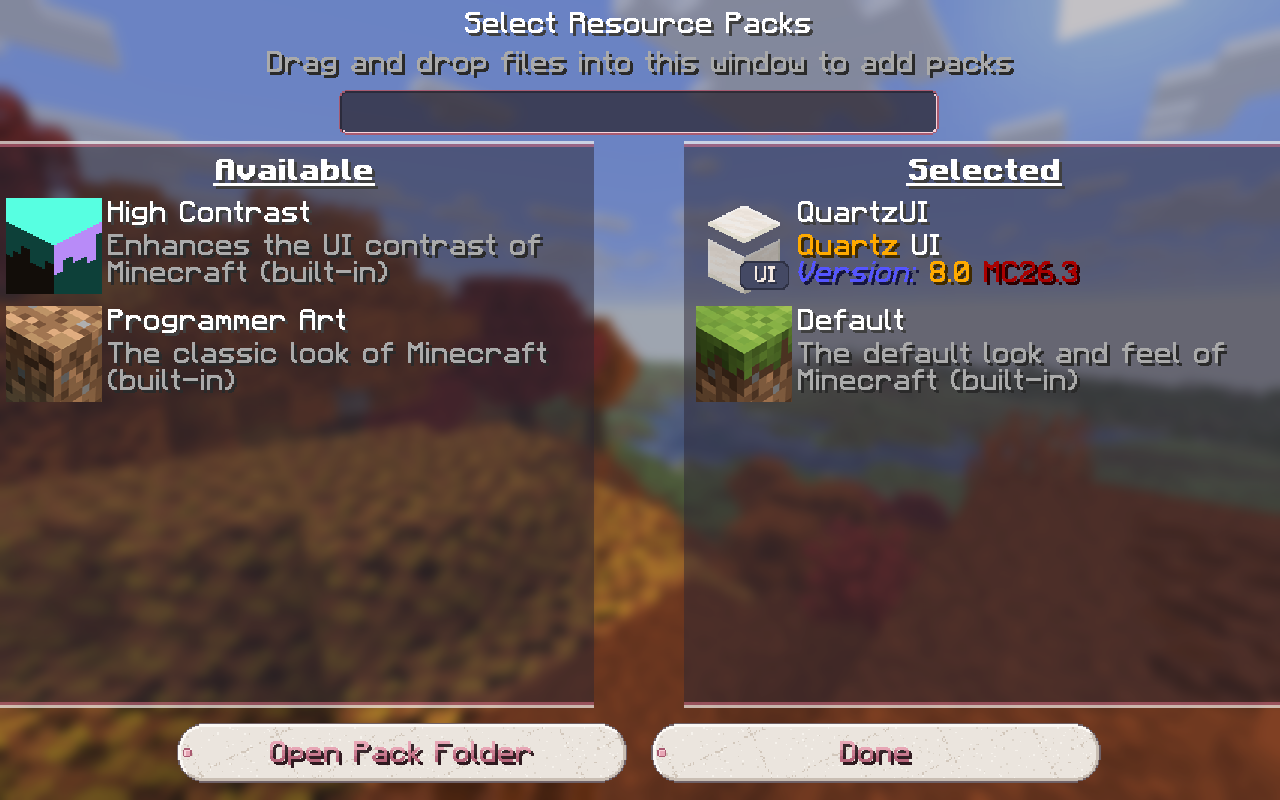 Select Resource Packs
Drag and drop files into this window to add packs
Available
High Contrast
Enhances the UI contrast of
Minecraft (built-in)
Programmer Art
The classic look of Minecraft
(built-in)
Selected
QuartzUI
Quartz UI
Version: 8.0 MC26.3
UI
Default
The default look and feel of
Minecraft (built-in)
Open Pack Folder
Done